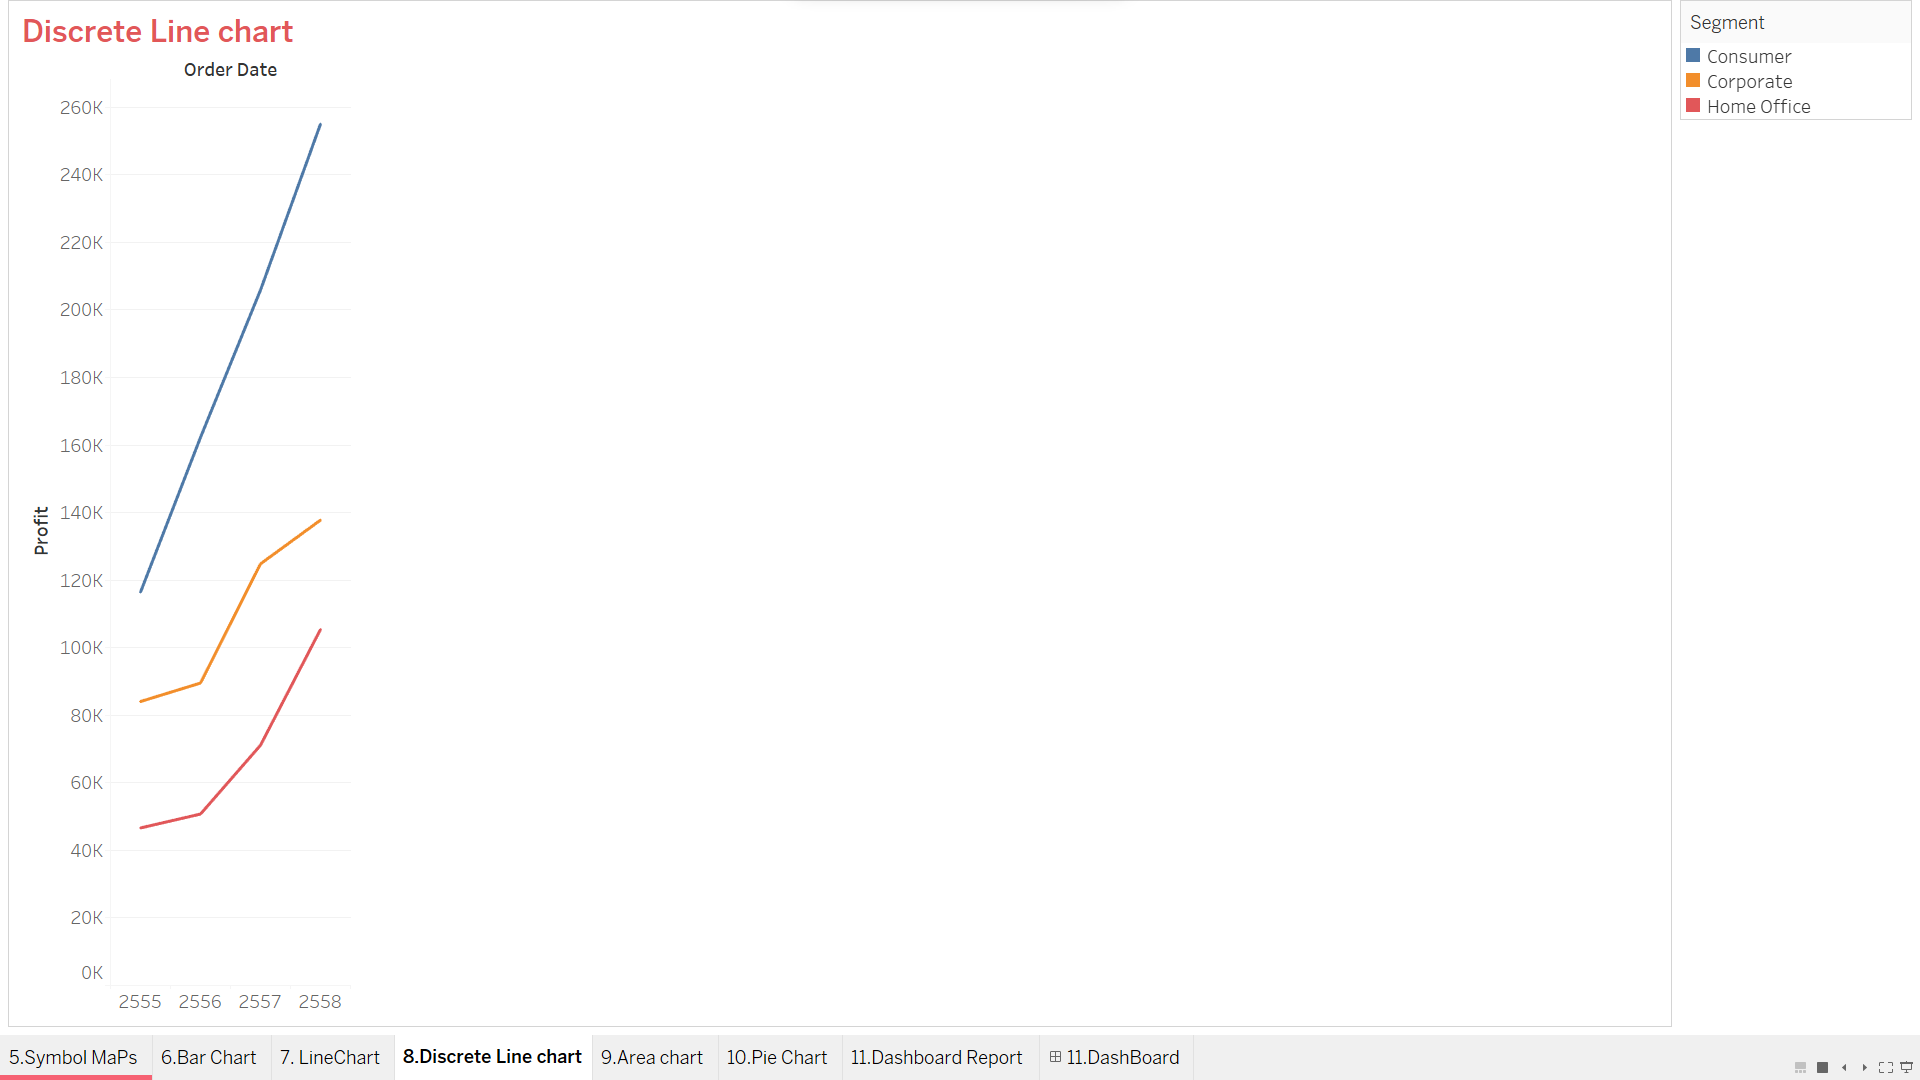 Discrete Line chart
Order Date
260K
240K
220K
200K
180K
160K
140K
120K
100K
80K
60K
40K
20K
0K
Profit
2555 2556 2557 2558
Segment
Consumer
Corporate
Home Office
5.Symbol MaPs 6.Bar Chart 7. LineChart 8.Discrete Line chart 9.Area chart 10.Pie Chart 11.Dashboard Report 11.DashBoard